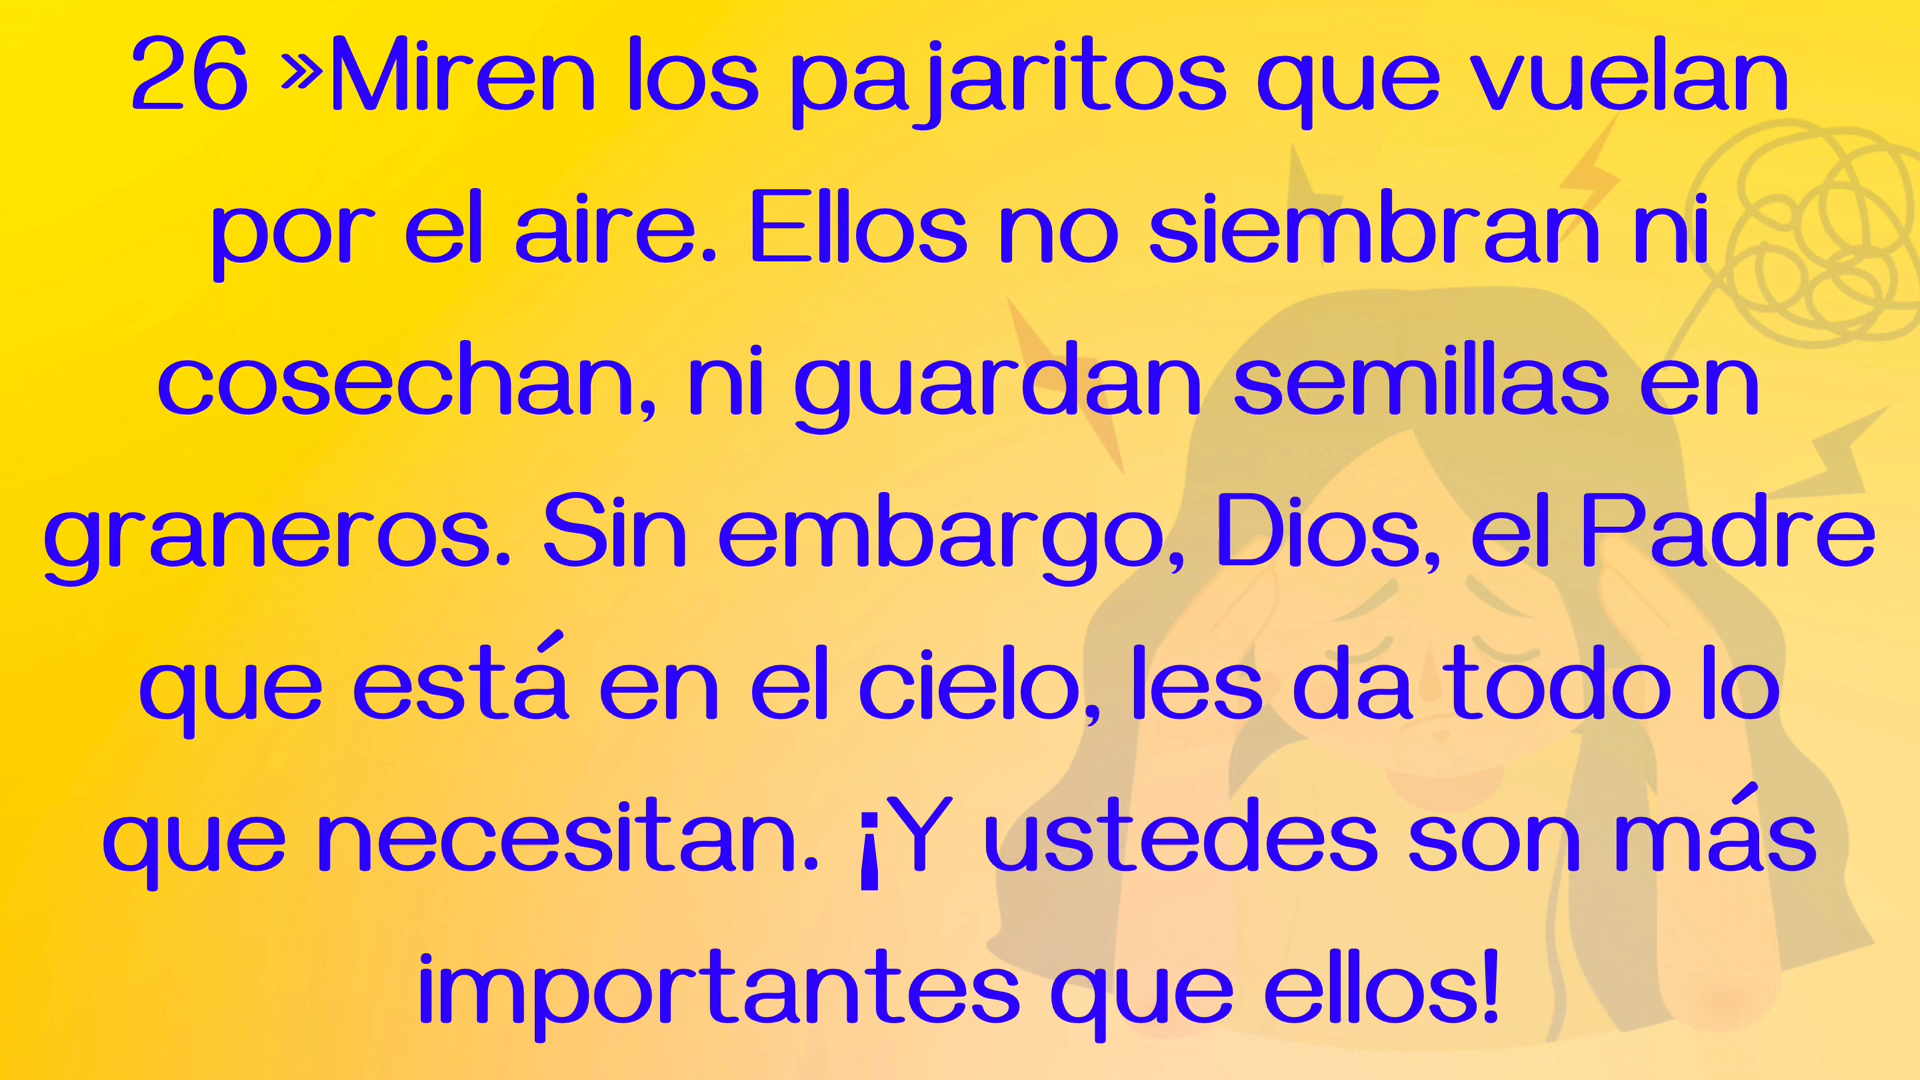 26 »Miren los pajaritos que vuelan
por el aire. Ellos no siembran ni
cosechan, ni guardan semillas en
graneros. Sin embargo, Dios, el Padre
que está en el cielo, les da todo lo
que necesitan. ¡Y ustedes son más
importantes que ellos!